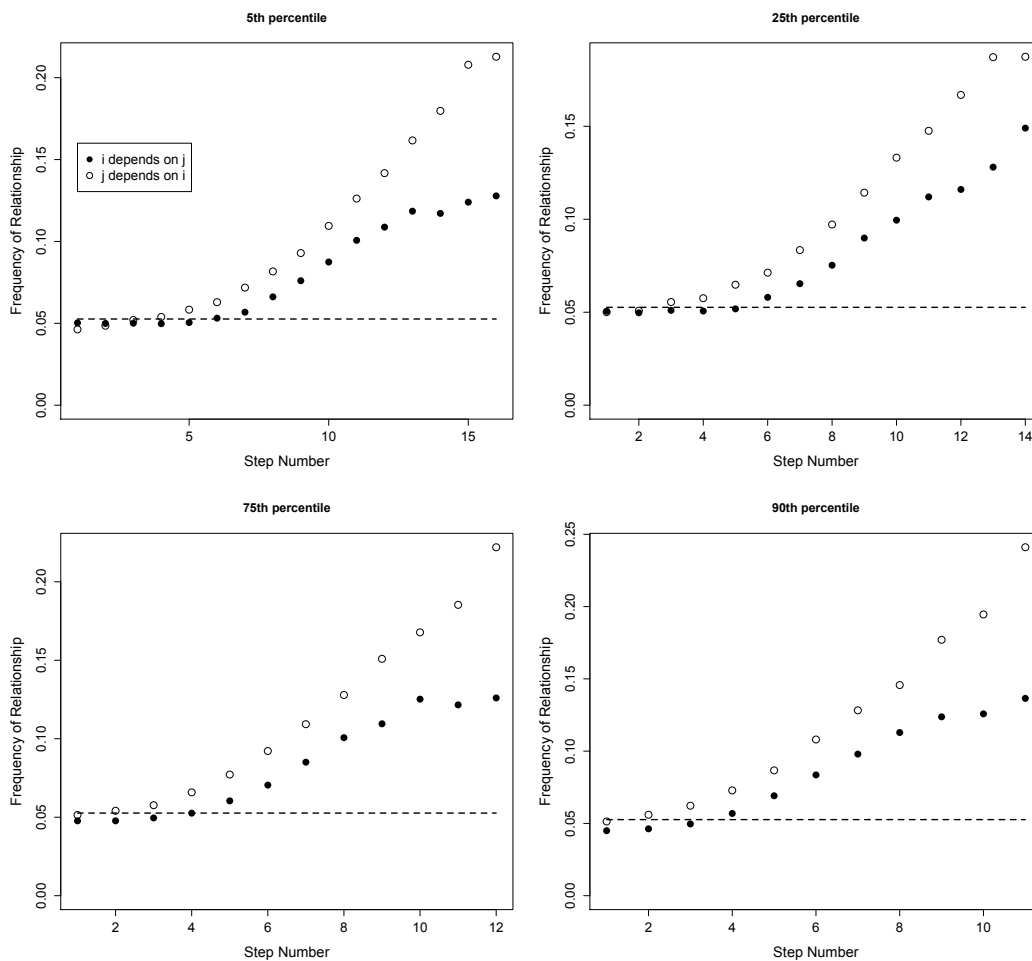 5th percentile
Frequency of Relationship
0.00 0.05 0.10 0.15 0.20
i depends on j
j depends on i
5 10 15
Step Number
25th percentile
Frequency of Relationship
0.00 0.05 0.10 0.15
2 4 6 8 10 12 14
Step Number
75th percentile
Frequency of Relationship
0.00 0.05 0.10 0.15 0.20
2 4 6 8 10 12
Step Number
90th percentile
Frequency of Relationship
0.00 0.05 0.10 0.15 0.20 0.25
2 4 6 8 10
Step Number